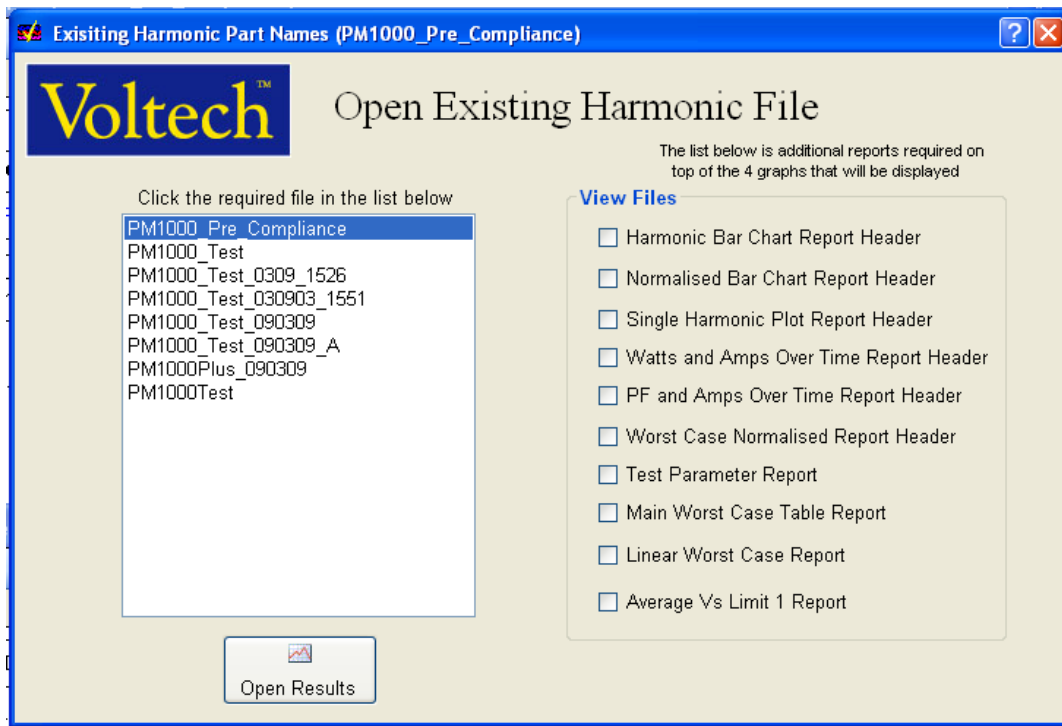 Exisiting Harmonic Part Names (PM1000_Pre_Compliance)
Voltech™
Open Existing Harmonic File
The list below is additional reports required on
top of the 4 graphs that will be displayed
Click the required file in the list below
PM1000_Pre_Compliance
PM1000_Test
PM1000_Test_0309_1526
PM1000_Test_030903_1551
PM1000_Test_090309
PM1000_Test_090309_A
PM1000Plus_090309
PM1000Test
Open Results
View Files
Harmonic Bar Chart Report Header
Normalised Bar Chart Report Header
Single Harmonic Plot Report Header
Watts and Amps Over Time Report Header
PF and Amps Over Time Report Header
Worst Case Normalised Report Header
Test Parameter Report
Main Worst Case Table Report
Linear Worst Case Report
Average Vs Limit 1 Report